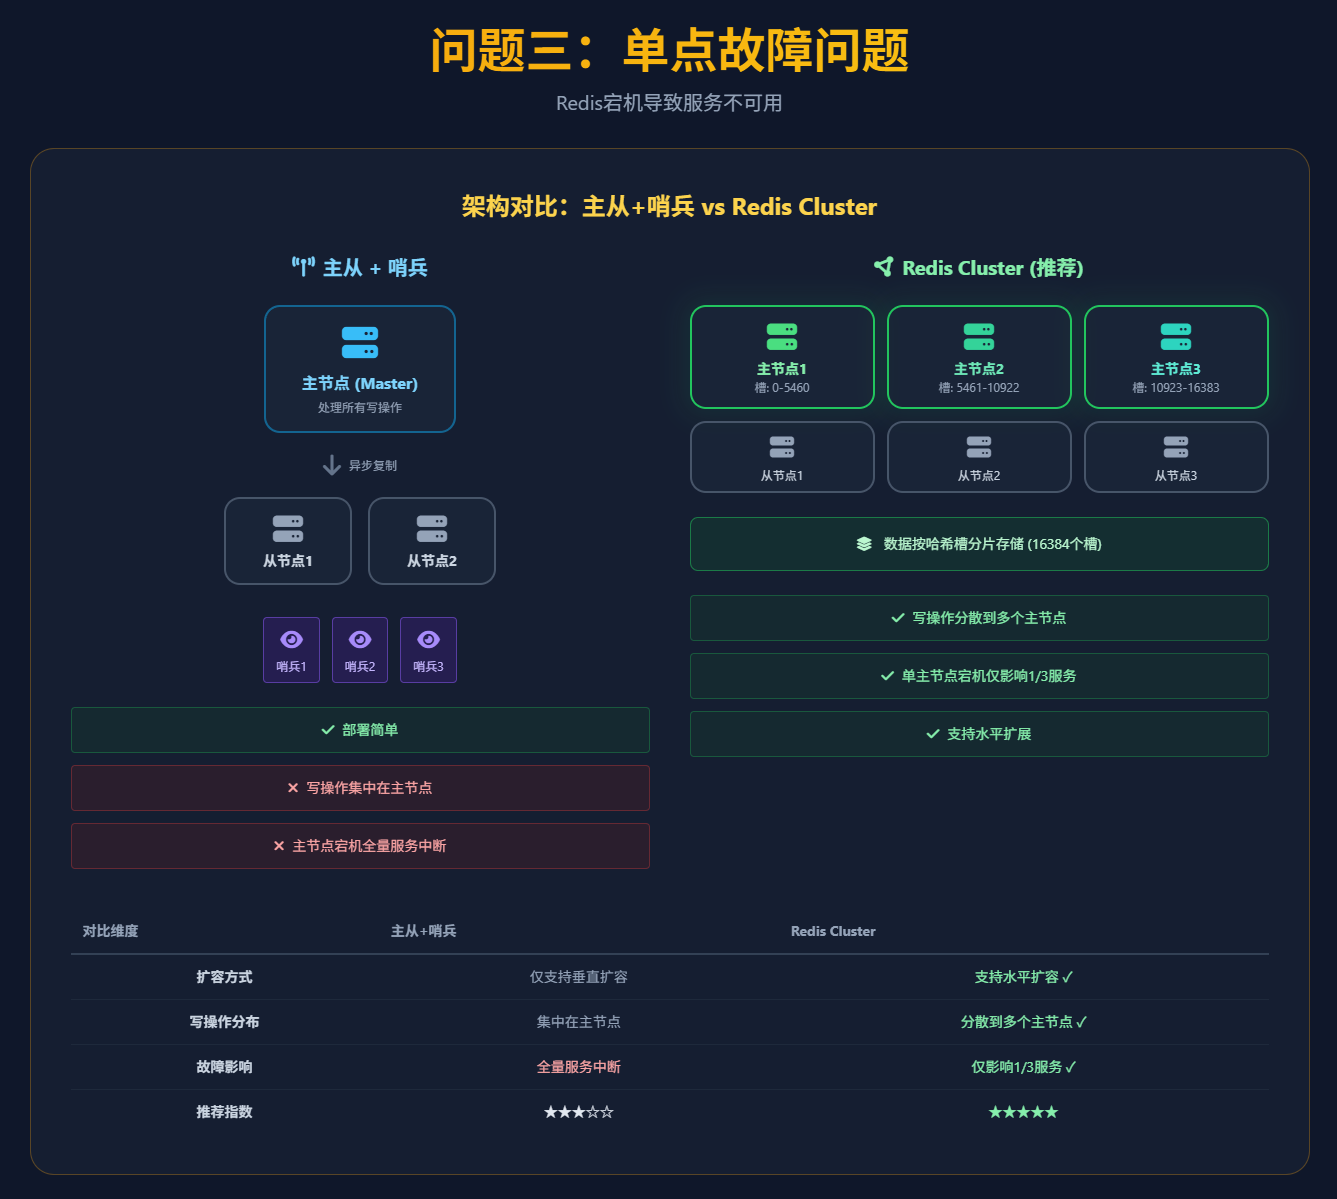 问题三：单点故障问题
Redis宕机导致服务不可用
架构对比：主从+哨兵 vs Redis Cluster
主从 + 哨兵
主节点 (Master)
处理所有写操作
异步复制
从节点1
从节点2
哨兵1
哨兵2
哨兵3
✓ 部署简单
✕ 写操作集中在主节点
✕ 主节点宕机全量服务中断
Redis Cluster (推荐)
主节点1
槽: 0-5460
主节点2
槽: 5461-10922
主节点3
槽: 10923-16383
从节点1
从节点2
从节点3
数据按哈希槽分片存储 (16384个槽)
✓ 写操作分散到多个主节点
✓ 单主节点宕机仅影响1/3服务
✓ 支持水平扩展
对比维度 主从+哨兵 Redis Cluster
扩容方式 仅支持垂直扩容 支持水平扩容 ✓
写操作分布 集中在主节点 分散到多个主节点 ✓
故障影响 全量服务中断 仅影响1/3服务 ✓
推荐指数 ★★★☆☆ ★★★★★